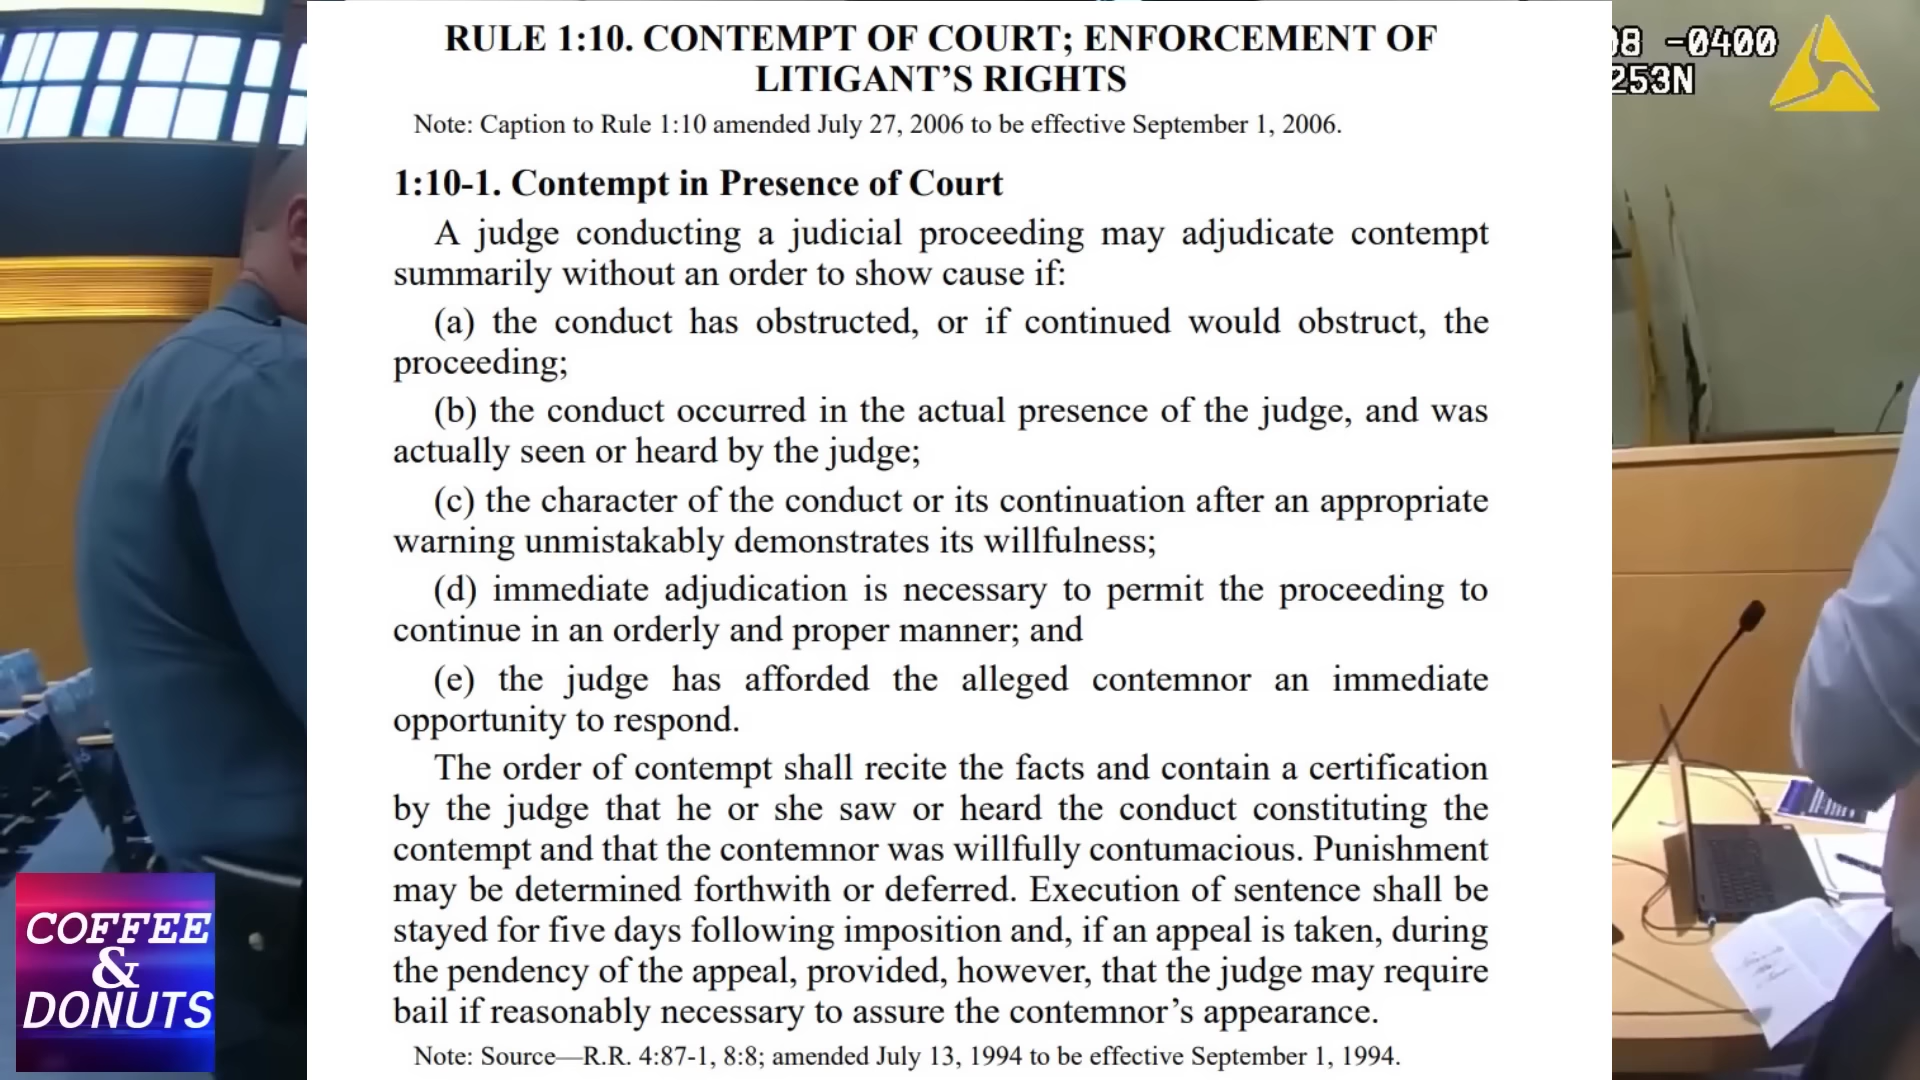 RULE 1:10. CONTEMPT OF COURT; ENFORCEMENT OF
LITIGANT’S RIGHTS
Note: Caption to Rule 1:10 amended July 27, 2006 to be effective September 1, 2006.
1:10-1. Contempt in Presence of Court
A judge conducting a judicial proceeding may adjudicate contempt
summarily without an order to show cause if:
(a) the conduct has obstructed, or if continued would obstruct, the
proceeding;
(b) the conduct occurred in the actual presence of the judge, and was
actually seen or heard by the judge;
(c) the character of the conduct or its continuation after an appropriate
warning unmistakably demonstrates its willfulness;
(d) immediate adjudication is necessary to permit the proceeding to
continue in an orderly and proper manner; and
(e) the judge has afforded the alleged contemnor an immediate
opportunity to respond.
The order of contempt shall recite the facts and contain a certification
by the judge that he or she saw or heard the conduct constituting the
contempt and that the contemnor was willfully contumacious. Punishment
may be determined forthwith or deferred. Execution of sentence shall be
stayed for five days following imposition and, if an appeal is taken, during
the pendency of the appeal, provided, however, that the judge may require
bail if reasonably necessary to assure the contemnor’s appearance.
Note: Source—R.R. 4:87-1, 8:8; amended July 13, 1994 to be effective September 1, 1994.
8 -0400
253N
COFFEE
&
DONUTS